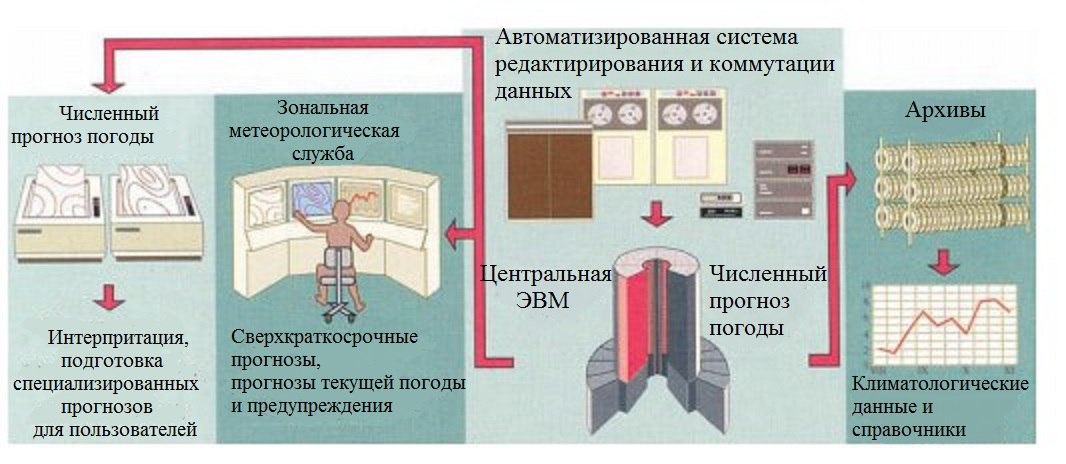 Автоматизированная система
редактирирования и коммутации
данных
Численный
прогноз погоды
Зональная
метеорологическая
служба
Архивы
Центральная
ЭВМ
Численный
прогноз
погоды
Интерпритация,
подготовка
специализированных
прогнозов
для пользователей
Сверхкраткосрочные
прогнозы,
прогнозы текущей погоды
и предупреждения
Климатологические
данные и
справочники